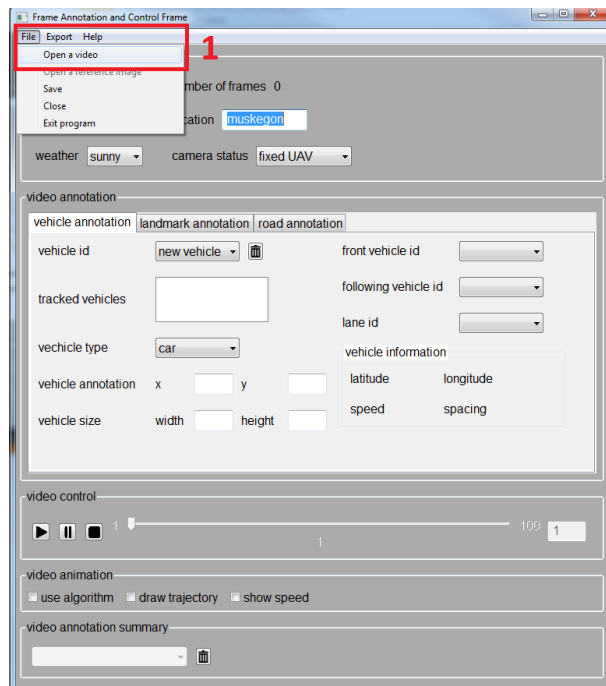 Frame Annotation and Control Frame
File Export Help
1
Open a video
Open a reference image
Save
Close
Exit program
mber of frames 0
cation muskegon
weather sunny camera status fixed UAV
video annotation
vehicle annotation landmark annotation road annotation
vehicle id new vehicle front vehicle id
tracked vehicles following vehicle id
lane id
vechicle type car
vehicle information
vehicle annotation x y latitude longitude
vehicle size width height speed spacing
video control
1 100 1
1
video animation
use algorithm draw trajectory show speed
video annotation summary